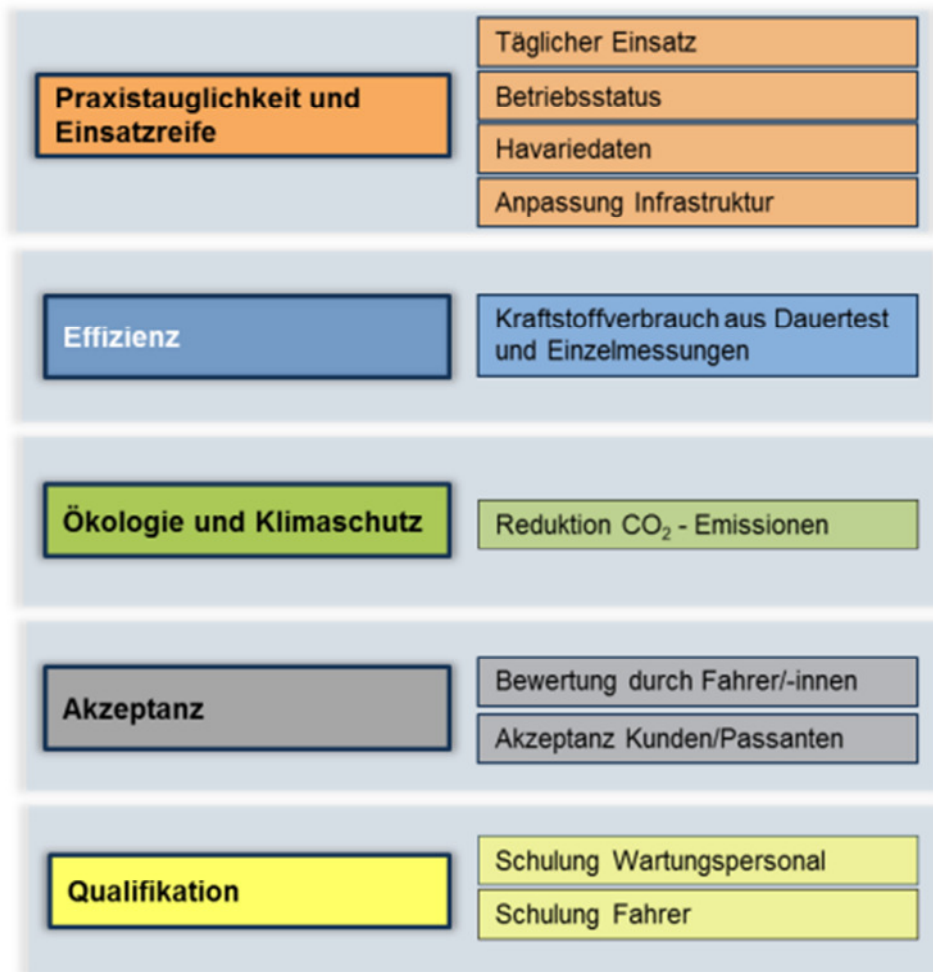 Praxistauglichkeit und
Einsatzreife
Täglicher Einsatz
Betriebsstatus
Havariedaten
Anpassung Infrastruktur
Effizienz
Kraftstoffverbrauch aus Dauertest
und Einzelmessungen
Ökologie und Klimaschutz
Reduktion CO₂ - Emissionen
Akzeptanz
Bewertung durch Fahrer/-innen
Akzeptanz Kunden/Passanten
Qualifikation
Schulung Wartungspersonal
Schulung Fahrer